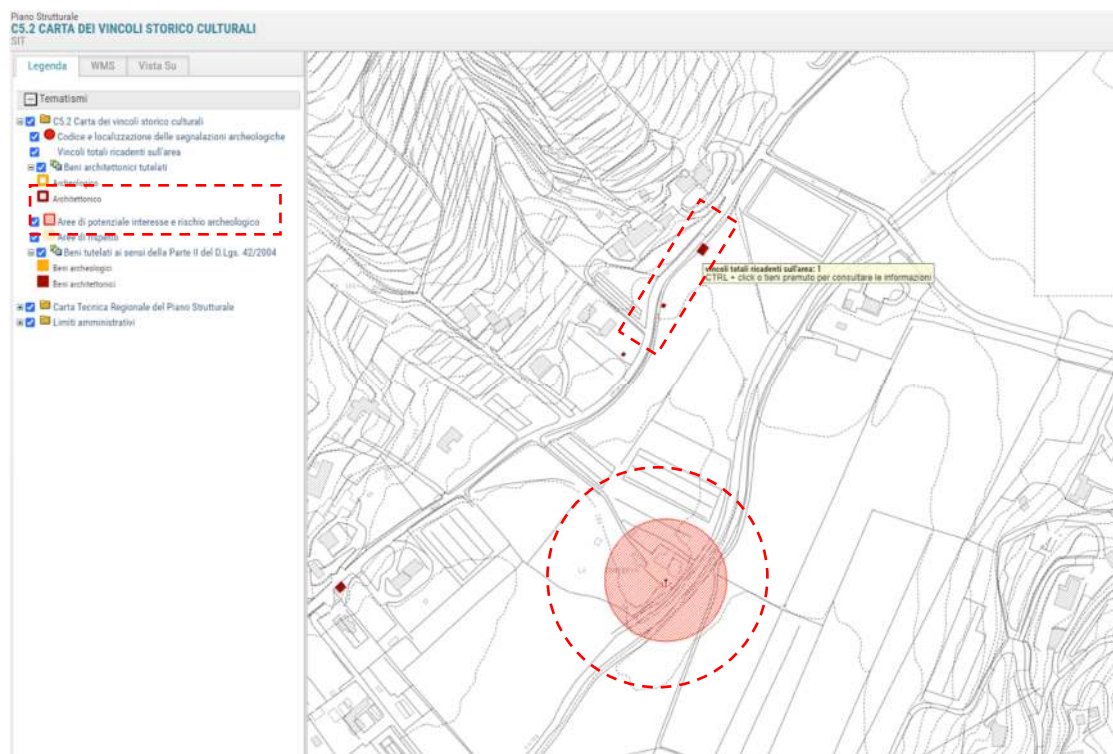 Piano Strutturale
C5.2 CARTA DEI VINCOLI STORICO CULTURALI
SIT
Legenda WMS Vista Su
Tematismi
C5.2 Carta dei vincoli storico culturali
Codice e localizzazione delle segnalazioni archeologiche
Vincoli totali ricadenti sull'area
Beni architettonici tutelati
Archeologico
Architettonico
Aree di potenziale interesse e rischio archeologico
Aree di rispetto
Beni tutelati ai sensi della Parte II del D.Lgs. 42/2004
Beni archeologici
Beni architettonici
Carta Tecnica Regionale del Piano Strutturale
Limiti amministrativi
vincoli totali ricadenti sull'area: 1
CTRL + click o tieni premuto per consultare le informazioni